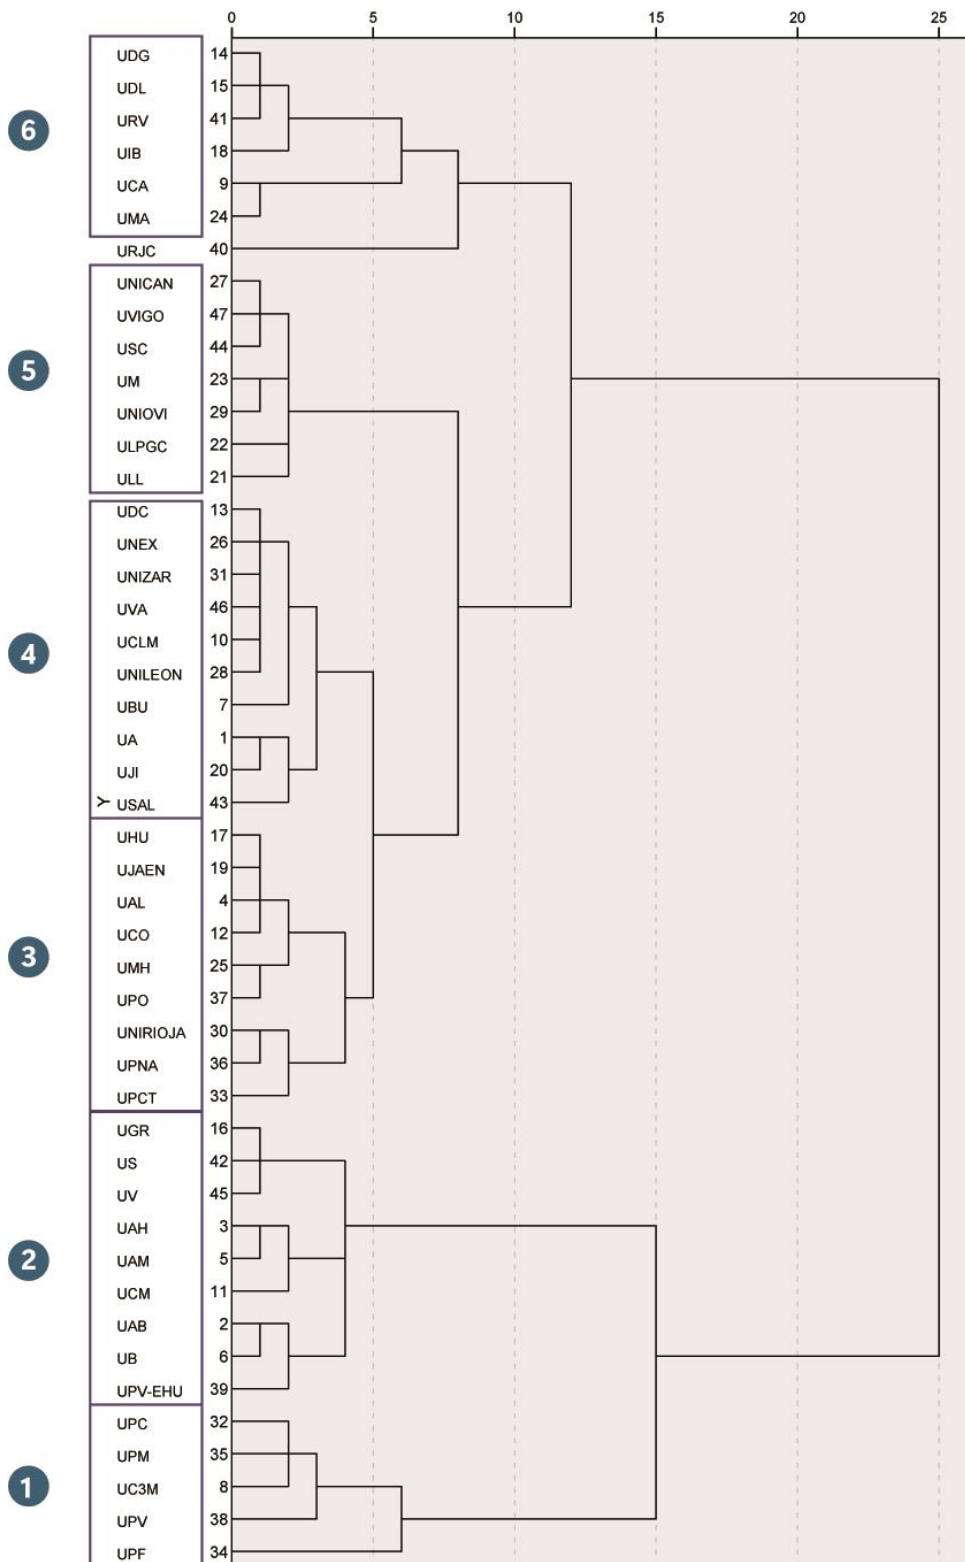 0 5 10 15 20 25
UDG 14
UDL 15
URV 41
6 UIB 18
UCA 9
UMA 24
URJC 40
UNICAN 27
UVIGO 47
USC 44
5 UM 23
UNIOVI 29
ULPGC 22
ULL 21
UDC 13
UNEX 26
UNIZAR 31
UVA 46
4 UCLM 10
UNILEON 28
UBU 7
UA 1
UJI 20
Y USAL 43
UHU 17
UJAEN 19
UAL 4
UCO 12
3 UMH 25
UPO 37
UNIRIOJA 30
UPNA 36
UPCT 33
UGR 16
US 42
UV 45
UAH 3
2 UAM 5
UCM 11
UAB 2
UB 6
UPV-EHU 39
UPC 32
UPM 35
1 UC3M 8
UPV 38
UPF 34